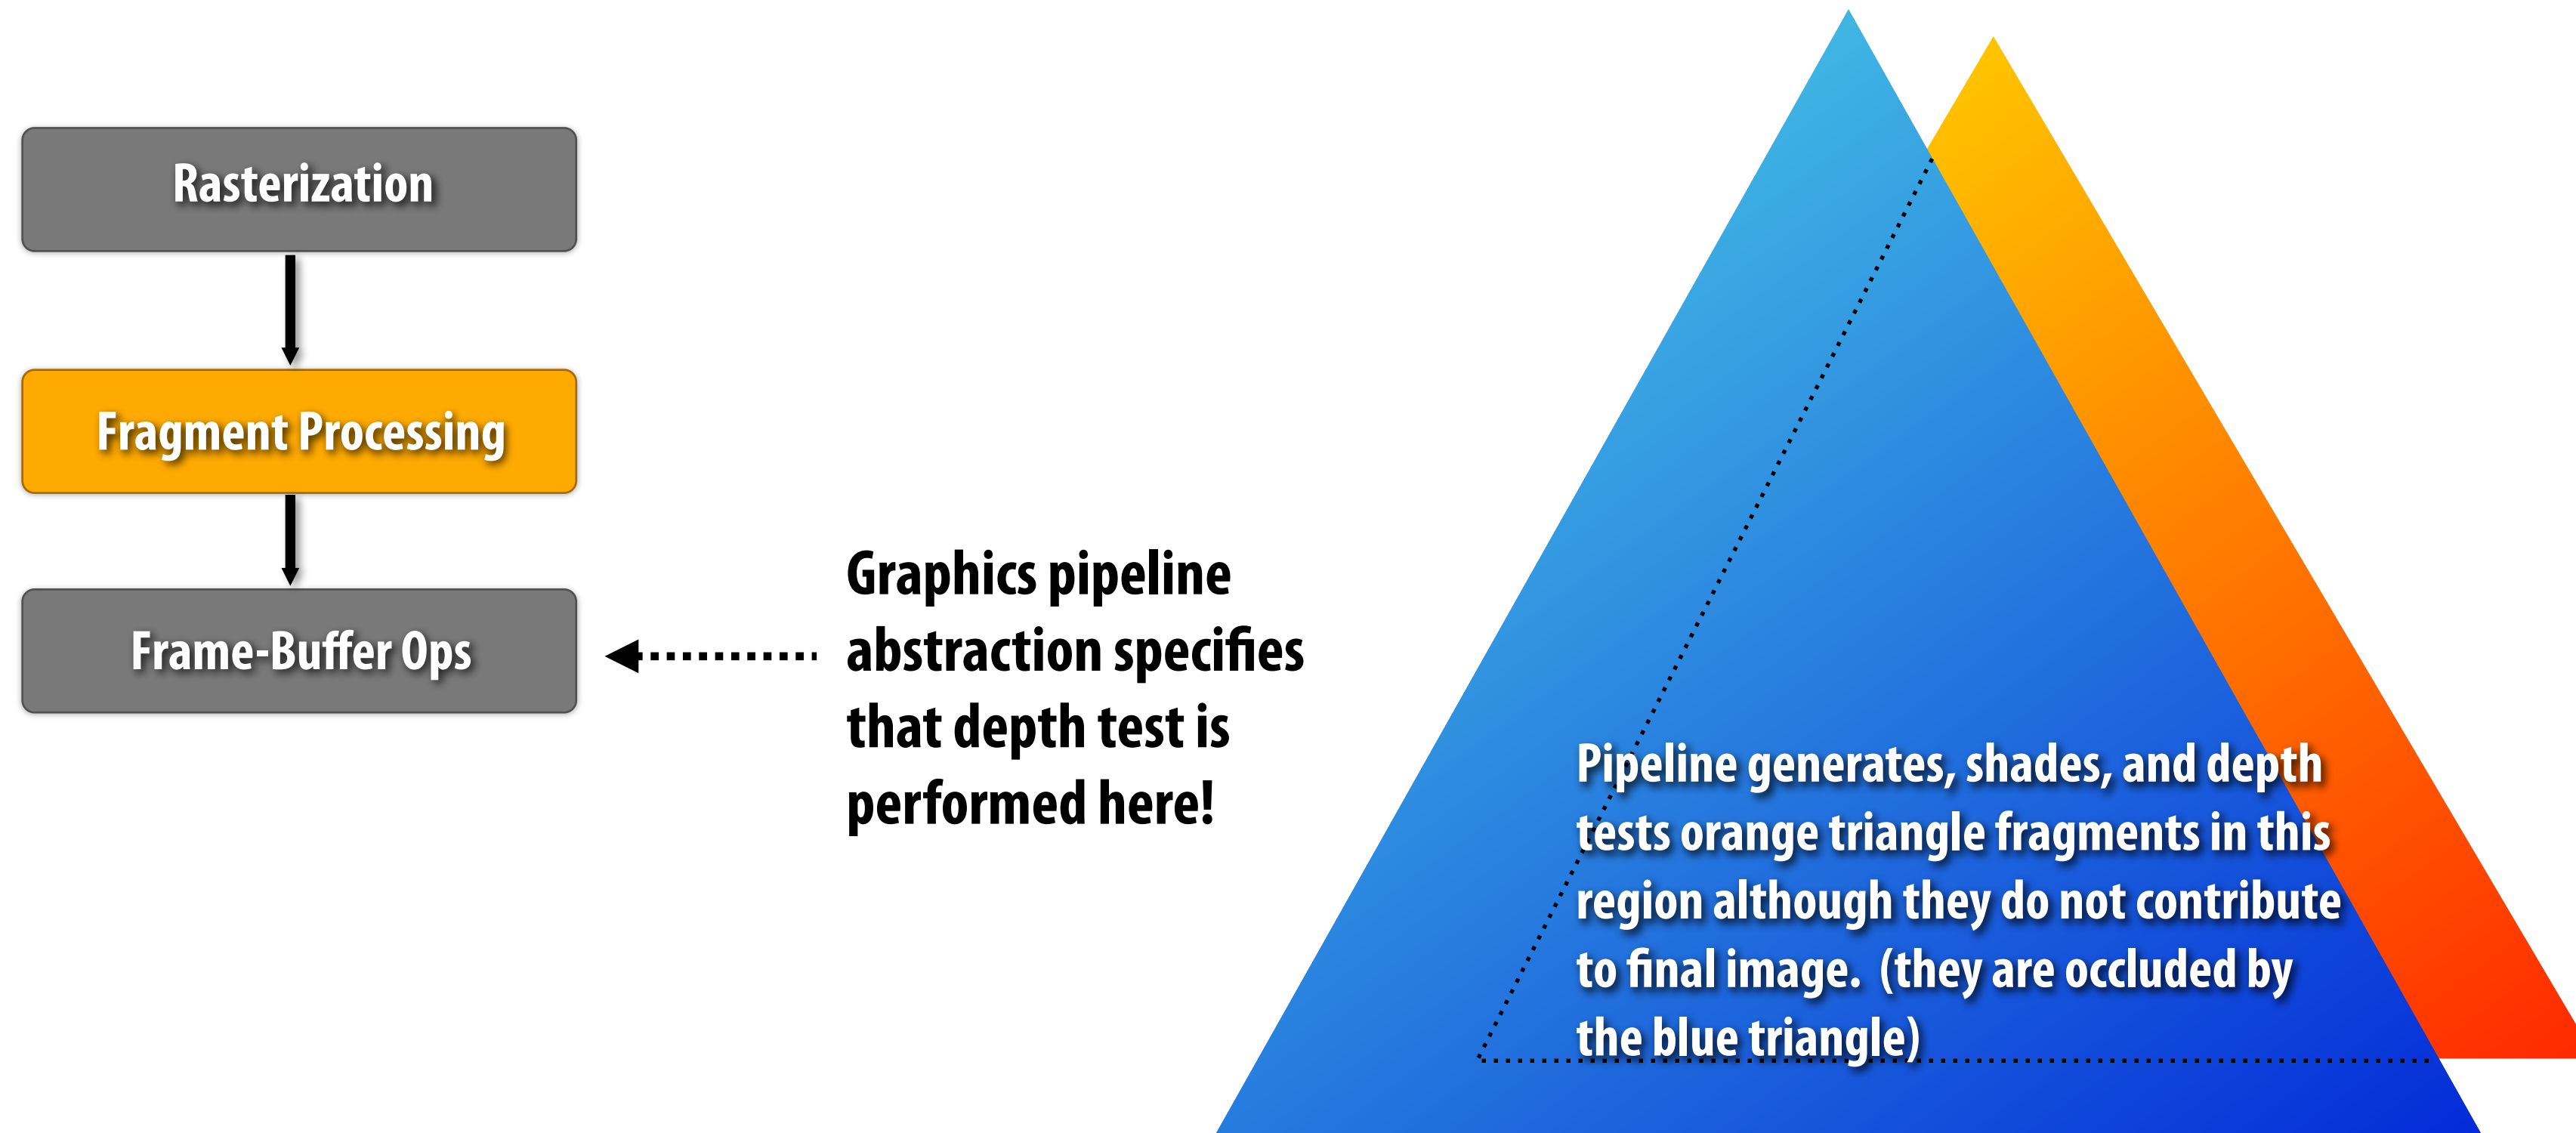 Rasterization
Fragment Processing
Frame-Buffer Ops
Graphics pipeline
abstraction specifies
that depth test is
performed here!
Pipeline generates, shades, and depth
tests orange triangle fragments in this
region although they do not contribute
to final image.  (they are occluded by
the blue triangle)